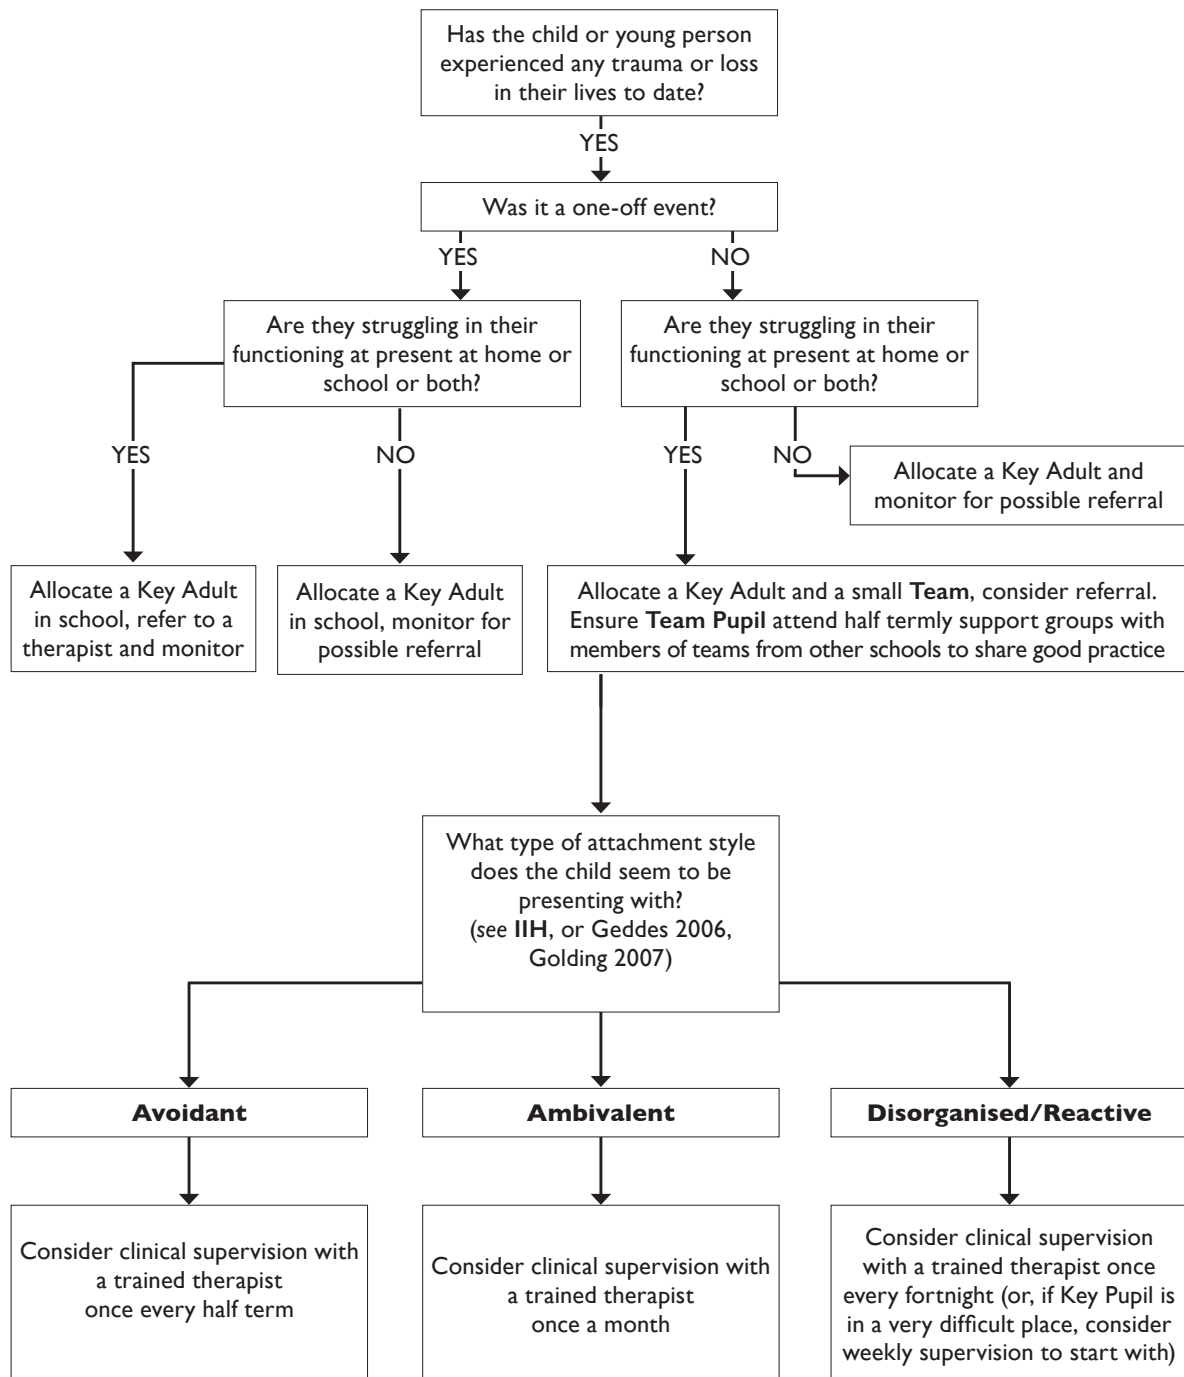 Has the child or young person
experienced any trauma or loss
in their lives to date?
YES
Was it a one-off event?
YES
NO
Are they struggling in their
functioning at present at home or
school or both?
Are they struggling in their
functioning at present at home or
school or both?
YES
NO
YES
NO
Allocate a Key Adult and
monitor for possible referral
Allocate a Key Adult
in school, refer to a
therapist and monitor
Allocate a Key Adult
in school, monitor for
possible referral
Allocate a Key Adult and a small Team, consider referral.
Ensure Team Pupil attend half termly support groups with
members of teams from other schools to share good practice
What type of attachment style
does the child seem to be
presenting with?
(see IIH, or Geddes 2006,
Golding 2007)
Avoidant
Ambivalent
Disorganised/Reactive
Consider clinical supervision with
a trained therapist
once every half term
Consider clinical supervision with
a trained therapist
once a month
Consider clinical supervision
with a trained therapist once
every fortnight (or, if Key Pupil is
in a very difficult place, consider
weekly supervision to start with)